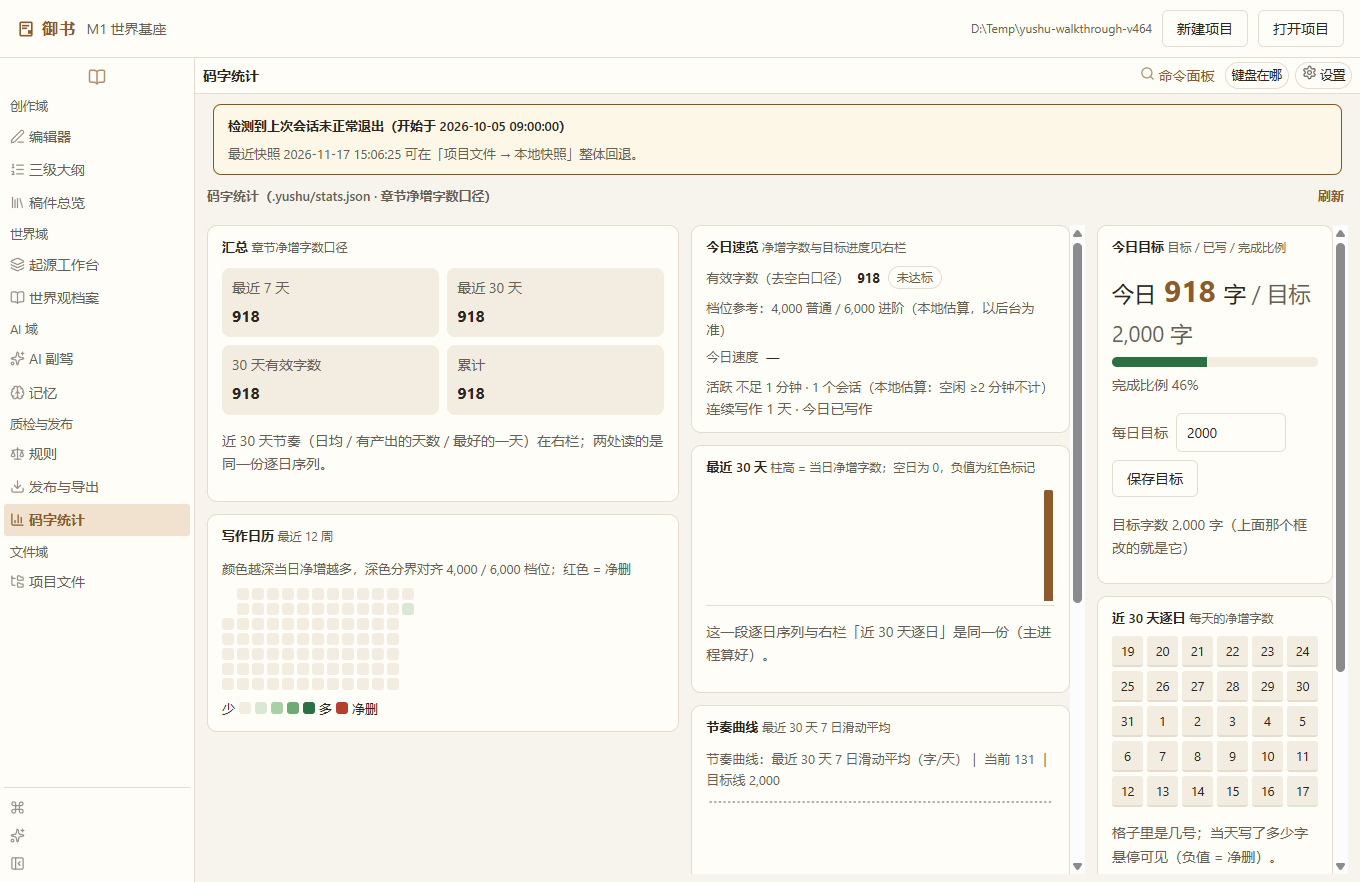 御书 M1 世界基座
D:\Temp\yushu-walkthrough-v464 新建项目 打开项目
创作域
编辑器
三级大纲
稿件总览
世界域
起源工作台
世界观档案
AI 域
AI 副驾
记忆
质检与发布
规则
发布与导出
码字统计
文件域
项目文件
码字统计
命令面板 键盘在哪 设置
检测到上次会话未正常退出（开始于 2026-10-05 09:00:00）
最近快照 2026-11-17 15:06:25 可在「项目文件 → 本地快照」整体回退。
码字统计（.yushu/stats.json · 章节净增字数口径） 刷新
汇总 章节净增字数口径
最近 7 天
918
最近 30 天
918
30 天有效字数
918
累计
918
近 30 天节奏（日均 / 有产出的天数 / 最好的一天）在右栏；两处读的是
同一份逐日序列。
写作日历 最近 12 周
颜色越深当日净增越多，深色分界对齐 4,000 / 6,000 档位；红色 = 净删
少 多 净删
今日速览 净增字数与目标进度见右栏
有效字数（去空白口径） 918 未达标
档位参考：4,000 普通 / 6,000 进阶（本地估算，以后台为
准）
今日速度 —
活跃 不足 1 分钟 · 1 个会话（本地估算：空闲 ≥2 分钟不计）
连续写作 1 天 · 今日已写作
最近 30 天 柱高 = 当日净增字数；空日为 0，负值为红色标记
这一段逐日序列与右栏「近 30 天逐日」是同一份（主进
程算好）。
节奏曲线 最近 30 天 7 日滑动平均
节奏曲线：最近 30 天 7 日滑动平均（字/天）｜ 当前 131 ｜
目标线 2,000
今日目标 目标 / 已写 / 完成比例
今日 918 字 / 目标
2,000 字
完成比例 46%
每日目标 2000
保存目标
目标字数 2,000 字（上面那个框
改的就是它）
近 30 天逐日 每天的净增字数
19 20 21 22 23 24
25 26 27 28 29 30
31 1 2 3 4 5
6 7 8 9 10 11
12 13 14 15 16 17
格子里是几号；当天写了多少字
悬停可见（负值 = 净删）。